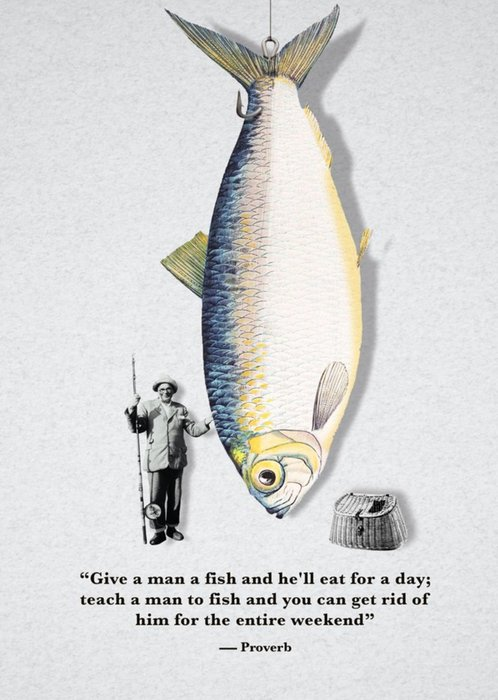 “Give a man a fish and he'll eat for a day;
teach a man to fish and you can get rid of
him for the entire weekend”
— Proverb